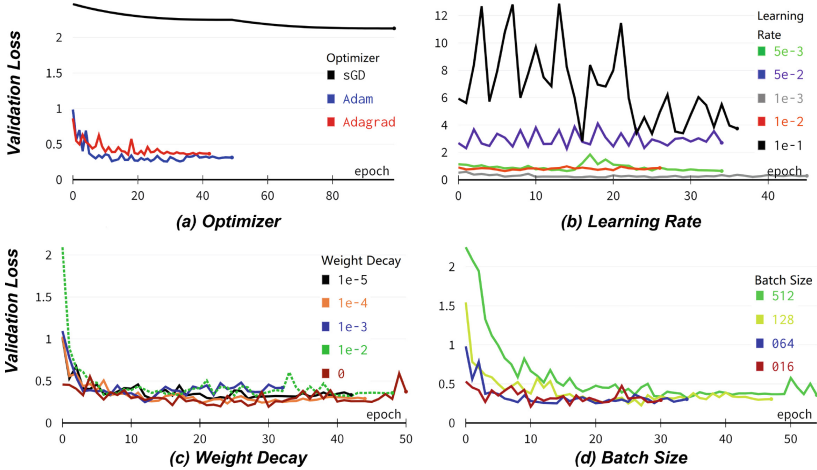 Validation Loss
2
1
0.5
0
0
20
40
60
80
epoch
Optimizer
sGD
Adam
Adagrad
(a) Optimizer
12
10
8
6
4
2
0
0
10
20
30
40
epoch
Learning
Rate
5e-3
5e-2
1e-3
1e-2
1e-1
(b) Learning Rate
Validation Loss
2
1.5
1
0.5
0
0
10
20
30
40
50
epoch
Weight Decay
1e-5
1e-4
1e-3
1e-2
0
(c) Weight Decay
2
1.5
1
0.5
0
0
10
20
30
40
50
epoch
Batch Size
512
128
064
016
(d) Batch Size